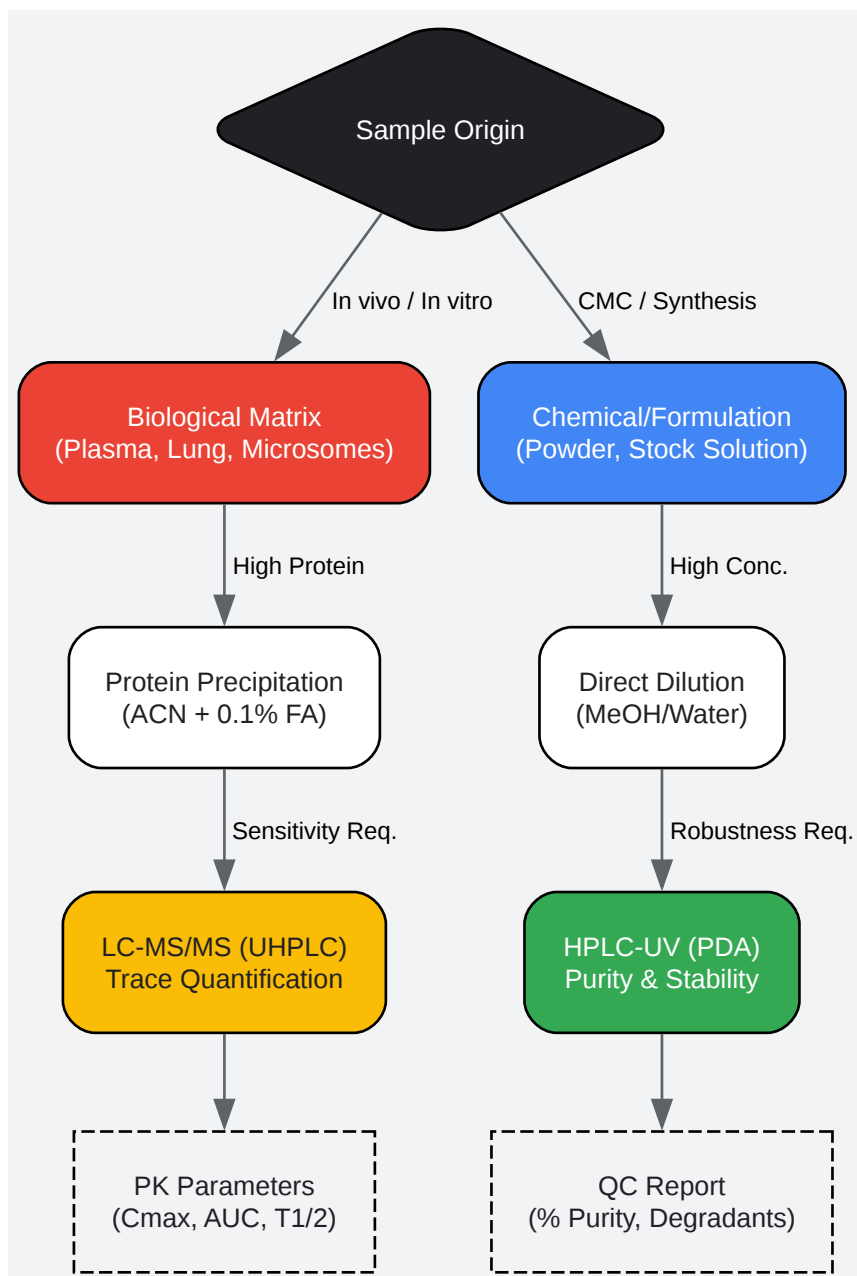 Sample Origin
In vivo / In vitro
CMC / Synthesis
Biological Matrix
(Plasma, Lung, Microsomes)
Chemical/Formulation
(Powder, Stock Solution)
High Protein
High Conc.
Protein Precipitation
(ACN + 0.1% FA)
Direct Dilution
(MeOH/Water)
Sensitivity Req.
Robustness Req.
LC-MS/MS (UHPLC)
Trace Quantification
HPLC-UV (PDA)
Purity & Stability
PK Parameters
(Cmax, AUC, T1/2)
QC Report
(% Purity, Degradants)